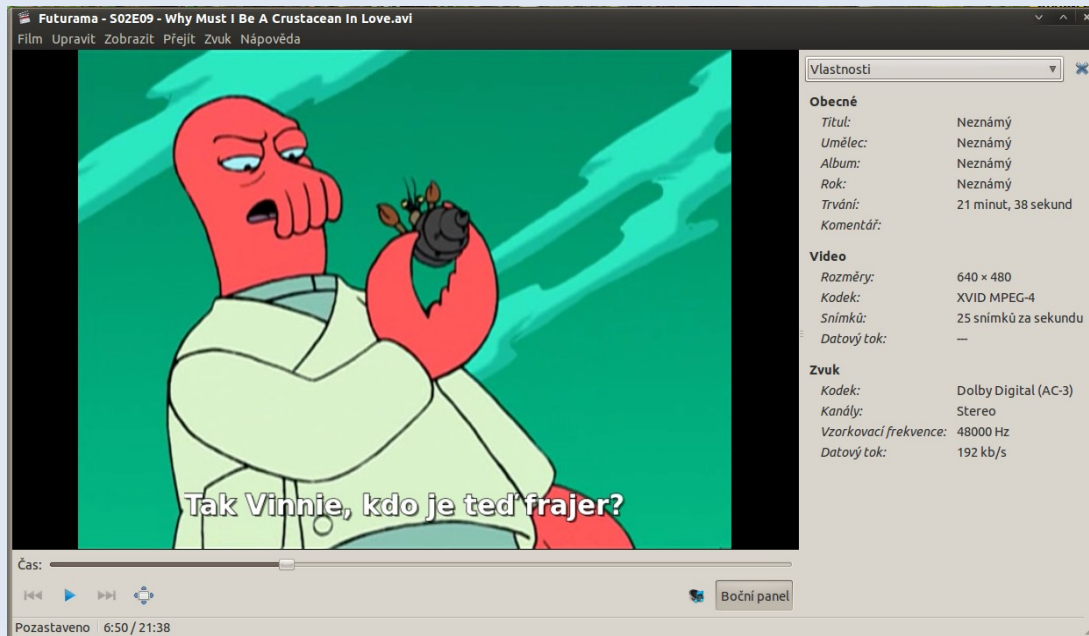 Futurama - S02E09 - Why Must I Be A Crustacean In Love.avi
Film Upravit Zobrazit Přejít Zvuk Nápověda
Vlastnosti
Obecné
Titul: Neznámý
Umělec: Neznámý
Album: Neznámý
Rok: Neznámý
Trvání: 21 minut, 38 sekund
Komentář:
Video
Rozměry: 640 × 480
Kodek: XVID MPEG-4
Snímků: 25 snímků za sekundu
Datový tok: ---
Zvuk
Kodek: Dolby Digital (AC-3)
Kanály: Stereo
Vzorkovací frekvence: 48000 Hz
Datový tok: 192 kb/s
Tak Vinnie, kdo je teď frajer?
Čas:
Boční panel
Pozastaveno 6:50 / 21:38